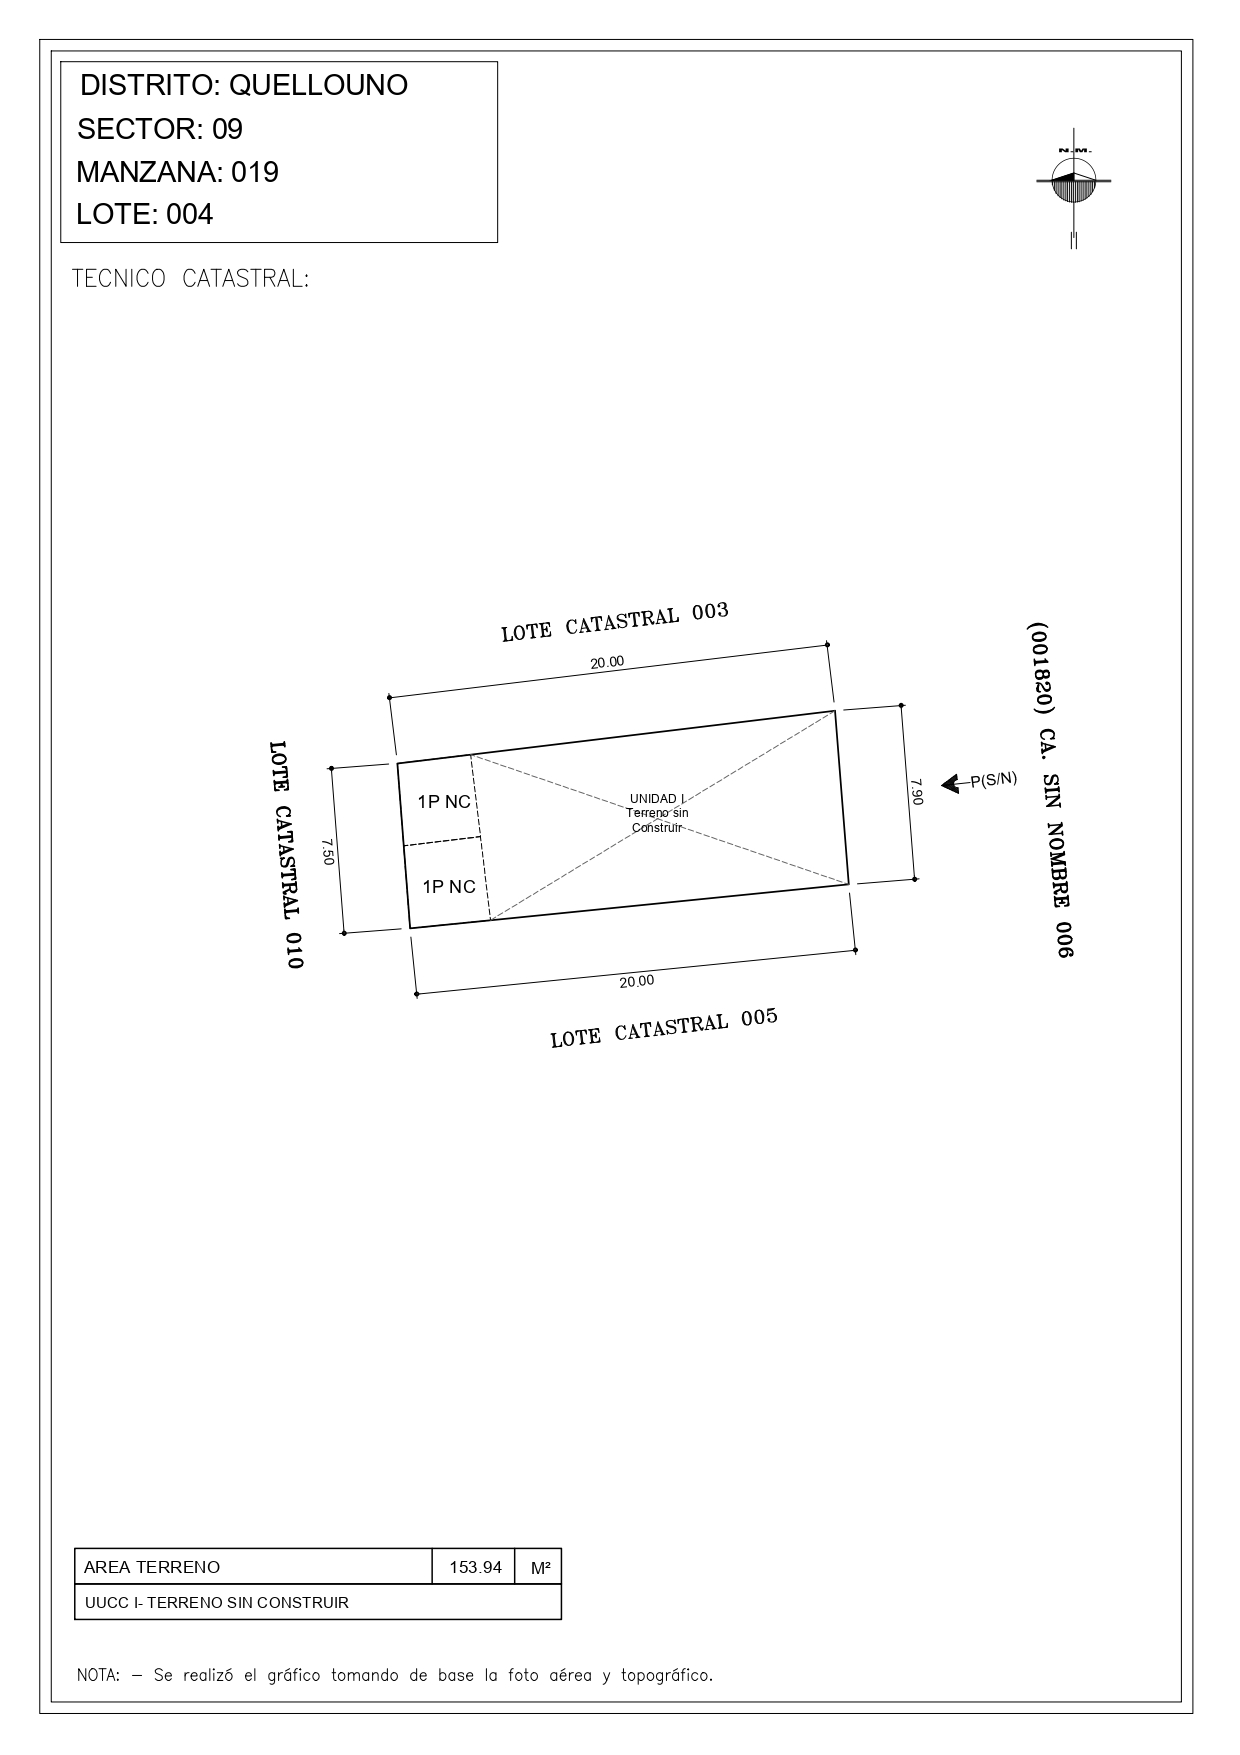 DISTRITO: QUELLOUNO
SECTOR: 09
MANZANA: 019
LOTE: 004
N.M.
TECNICO CATASTRAL:
LOTE CATASTRAL 003
20.00
(001820) CA. SIN NOMBRE 006
LOTE CATASTRAL 010
7.50
1P NC
1P NC
UNIDAD I
Terreno sin
Construir
7.90
P(S/N)
20.00
LOTE CATASTRAL 005
AREA TERRENO 153.94 M²
UUCC I- TERRENO SIN CONSTRUIR
NOTA: – Se realizó el gráfico tomando de base la foto aérea y topográfico.